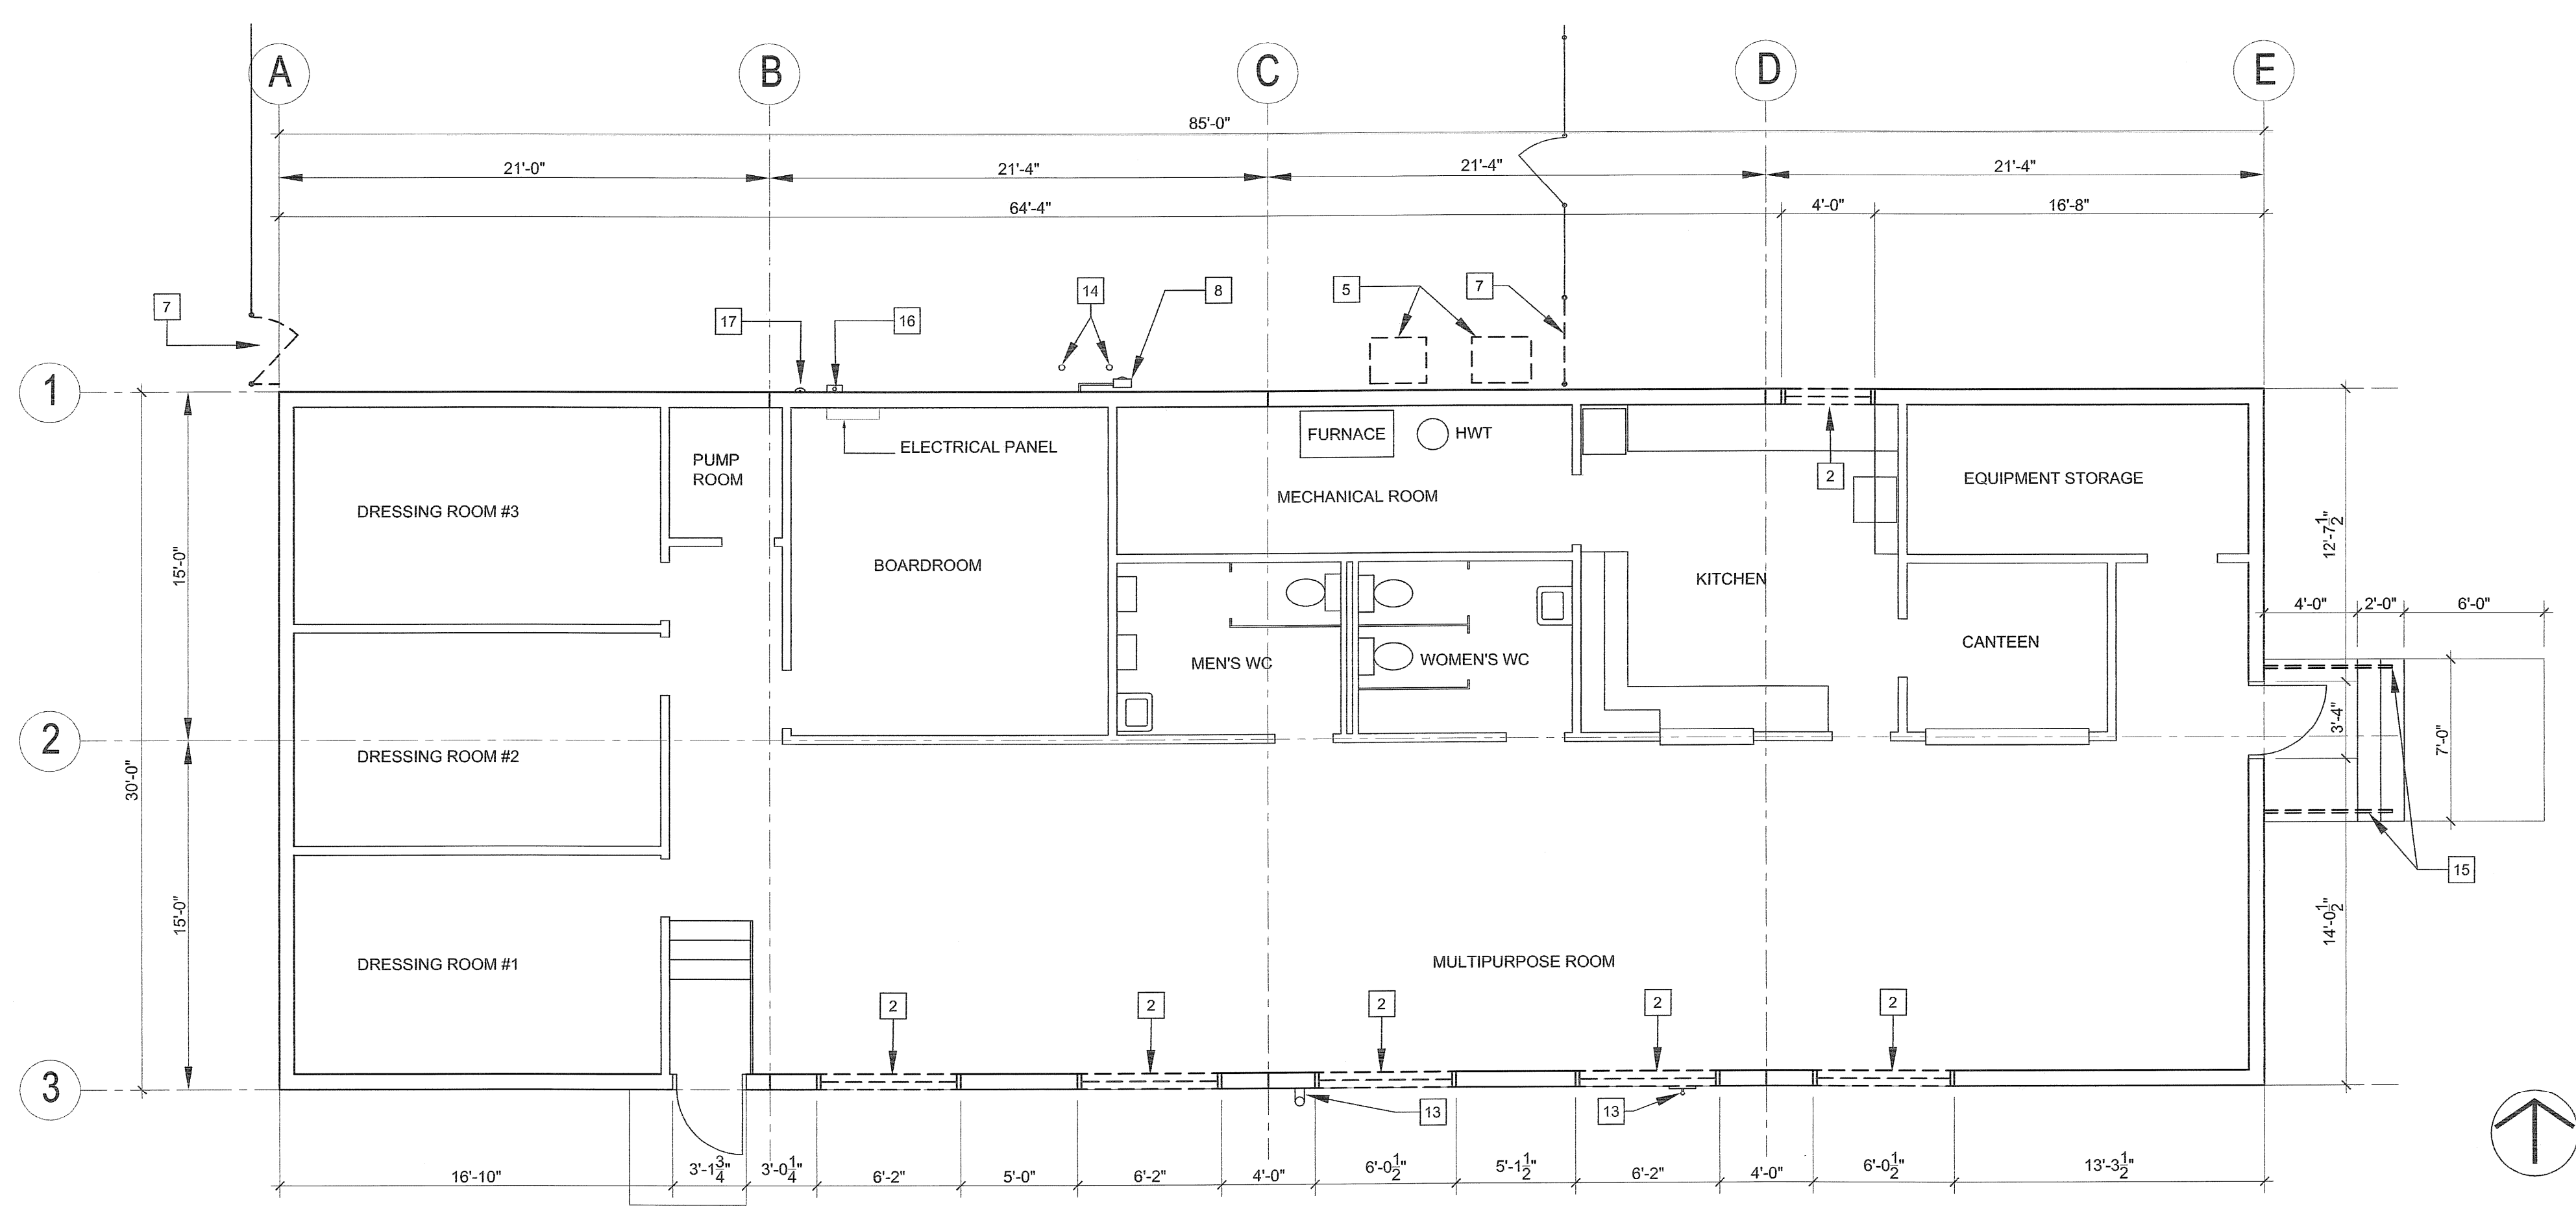 A B C D E
85'-0"
21'-0" 21'-4" 21'-4" 21'-4"
64'-4" 4'-0" 16'-8"
7 17 16 14 8 5 7
1
FURNACE HWT
ELECTRICAL PANEL
PUMP
ROOM
2
EQUIPMENT STORAGE
MECHANICAL ROOM
DRESSING ROOM #3
12'-7 1/2"
15'-0"
BOARDROOM
KITCHEN
4'-0" 2'-0" 6'-0"
CANTEEN
MEN'S WC
WOMEN'S WC
3'-4"
7'-0"
2
DRESSING ROOM #2
30'-0"
15
15'-0"
14'-0 1/2"
DRESSING ROOM #1
MULTIPURPOSE ROOM
2 2 2 2 2
3
13 13
16'-10" 3'-1 3/4" 3'-0 1/4" 6'-2" 5'-0" 6'-2" 4'-0" 6'-0 1/2" 5'-1 1/2" 6'-2" 4'-0" 6'-0 1/2" 13'-3 1/2"